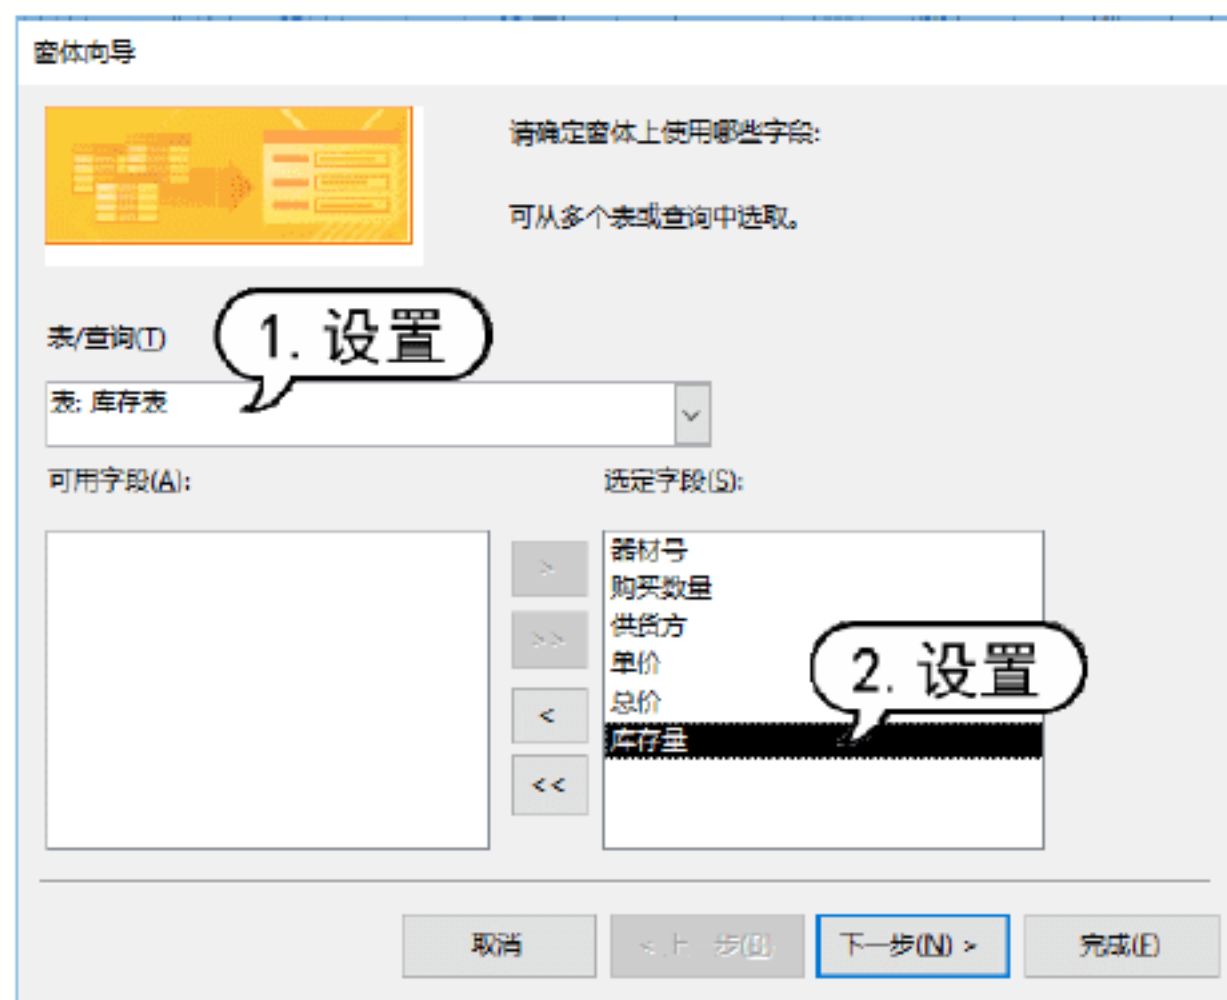 窗体向导
请确定窗体上使用哪些字段:
可从多个表或查询中选取。
表/查询(T)
1. 设置
表: 库存表
可用字段(A):
选定字段(S):
>
>>
<
<<
器材号
购买数量
供货方
单价
总价
库存量
2. 设置
取消
< 上一步(B)
下一步(N) >
完成(F)